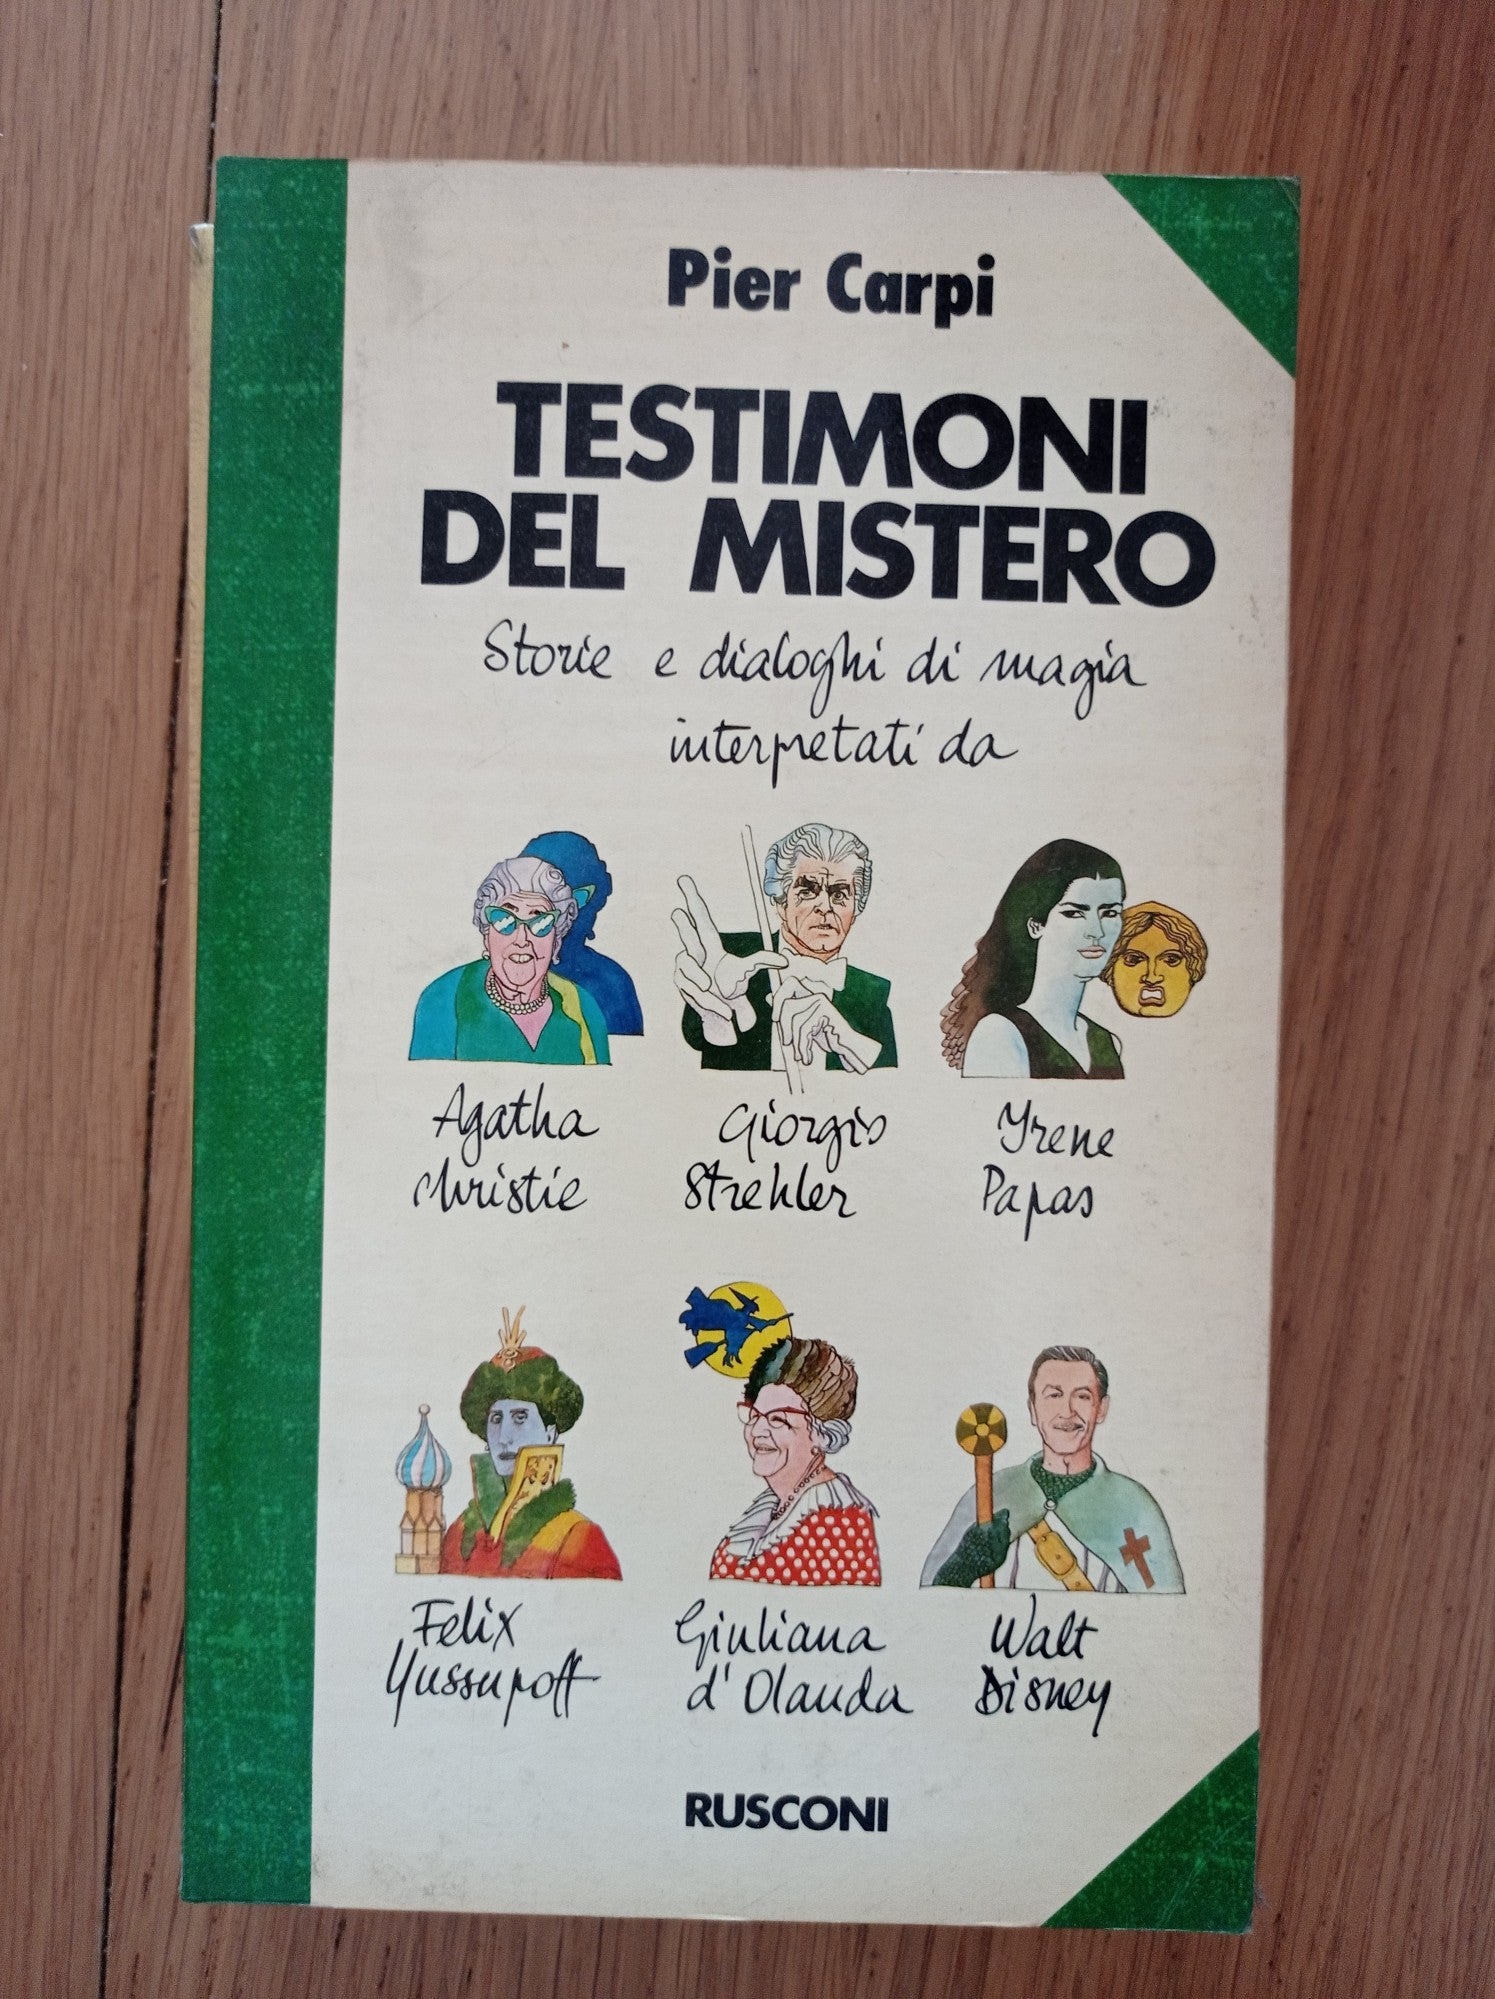 Pier Carpi
TESTIMONI
DEL MISTERO
Storie e dialoghi di magia
interpretati da
Agatha
Christie
Giorgio
Strehler
Yrene
Papas
Felix
Yussupoff
Giuliana
d'Olanda
Walt
Disney
RUSCONI